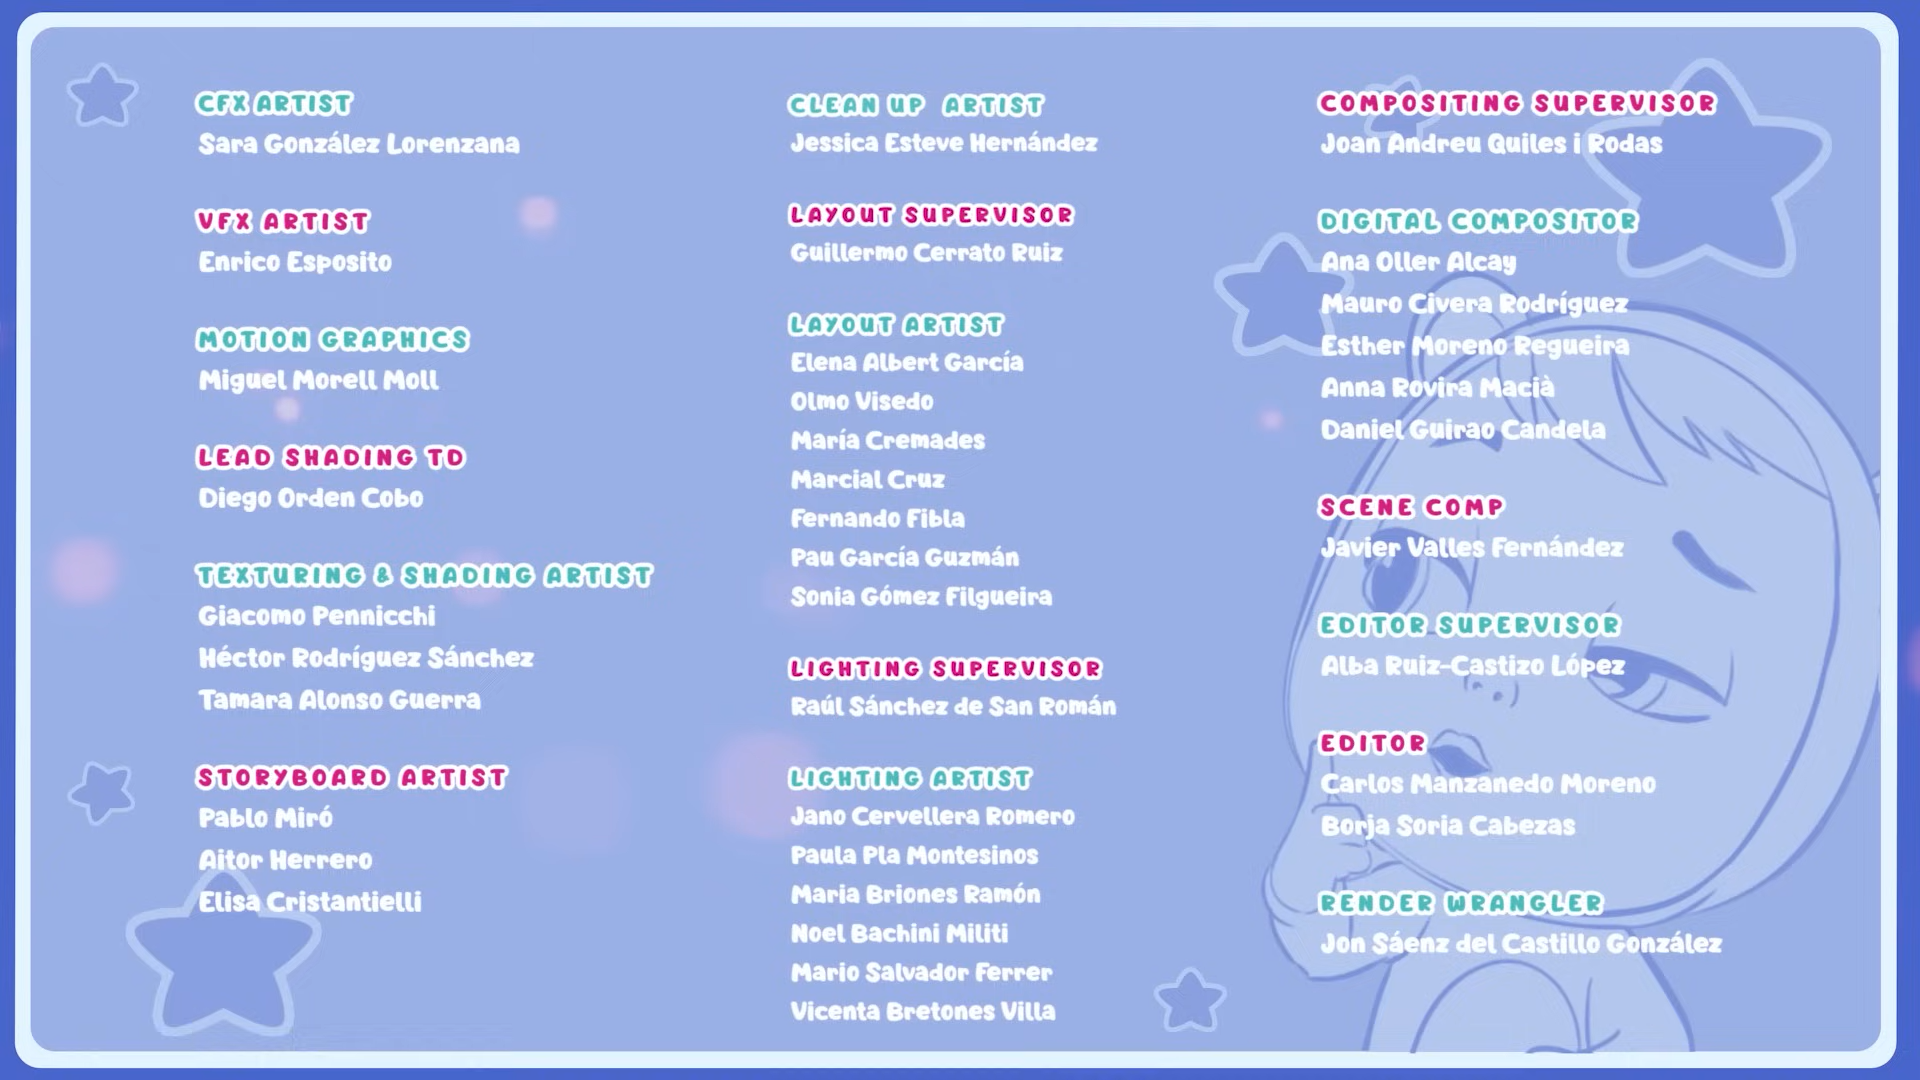 CFX ARTIST
Sara González Lorenzana
VFX ARTIST
Enrico Esposito
MOTION GRAPHICS
Miguel Morell Moll
LEAD SHADING TD
Diego Orden Cobo
TEXTURING & SHADING ARTIST
Giacomo Pennicchi
Héctor Rodríguez Sánchez
Tamara Alonso Guerra
STORYBOARD ARTIST
Pablo Miró
Aitor Herrero
Elisa Cristantielli
CLEAN UP ARTIST
Jessica Esteve Hernández
LAYOUT SUPERVISOR
Guillermo Cerrato Ruiz
LAYOUT ARTIST
Elena Albert García
Olmo Visedo
María Cremades
Marcial Cruz
Fernando Fibla
Pau García Guzmán
Sonia Gómez Filgueira
LIGHTING SUPERVISOR
Raúl Sánchez de San Román
LIGHTING ARTIST
Jano Cervellera Romero
Paula Pla Montesinos
Maria Briones Ramón
Noel Bachini Militi
Mario Salvador Ferrer
Vicenta Bretones Villa
COMPOSITING SUPERVISOR
Joan Andreu Quiles i Rodas
DIGITAL COMPOSITOR
Ana Oller Alcay
Mauro Civera Rodríguez
Esther Moreno Regueira
Anna Rovira Macià
Daniel Guirao Candela
SCENE COMP
Javier Valles Fernández
EDITOR SUPERVISOR
Alba Ruiz-Castizo López
EDITOR
Carlos Manzanedo Moreno
Borja Soria Cabezas
RENDER WRANGLER
Jon Sáenz del Castillo González